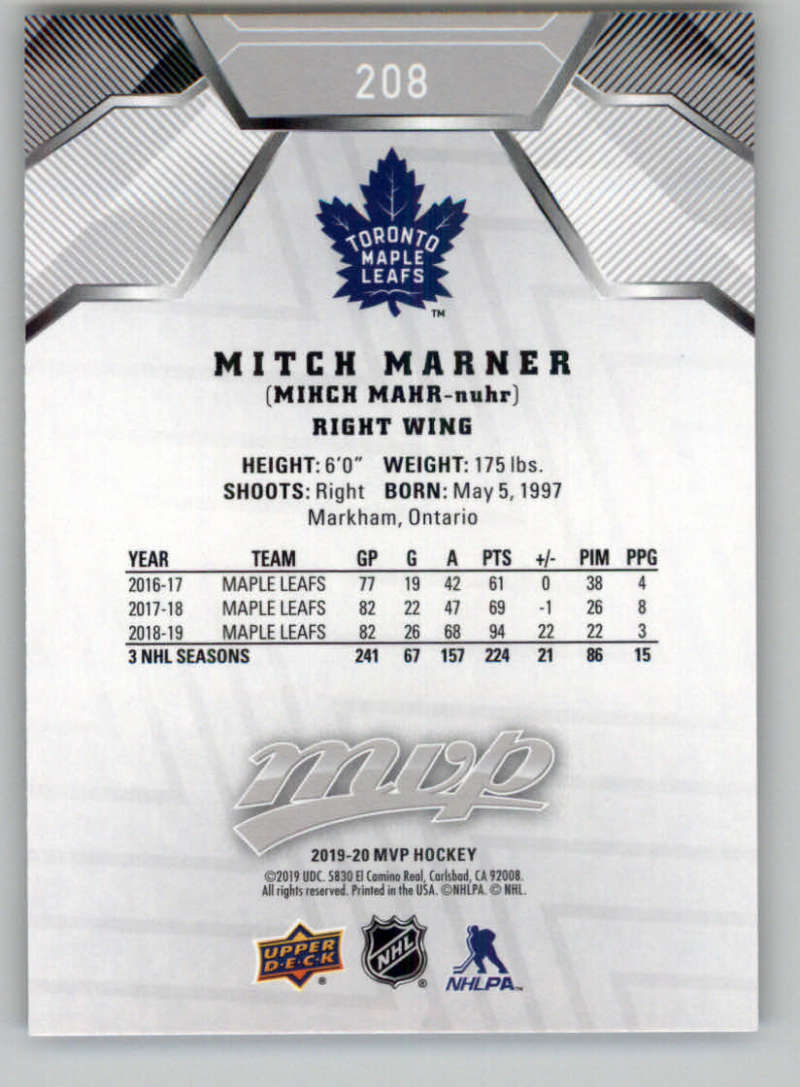 208
TORONTO
MAPLE
LEAFS
TM
MITCH MARNER
(MIHCH MAHR-nuhr)
RIGHT WING
HEIGHT: 6'0" WEIGHT: 175 lbs.
SHOOTS: Right BORN: May 5, 1997
Markham, Ontario
YEAR TEAM GP G A PTS +/- PIM PPG
2016-17 MAPLE LEAFS 77 19 42 61 0 38 4
2017-18 MAPLE LEAFS 82 22 47 69 -1 26 8
2018-19 MAPLE LEAFS 82 26 68 94 22 22 3
3 NHL SEASONS 241 67 157 224 21 86 15
mvp
2019-20 MVP HOCKEY
©2019 UDC. 5830 El Camino Real, Carlsbad, CA 92008.
All rights reserved. Printed in the USA. ©NHLPA. © NHL.
UPPER
D·E·C·K ®
NHL ®
NHLPA™